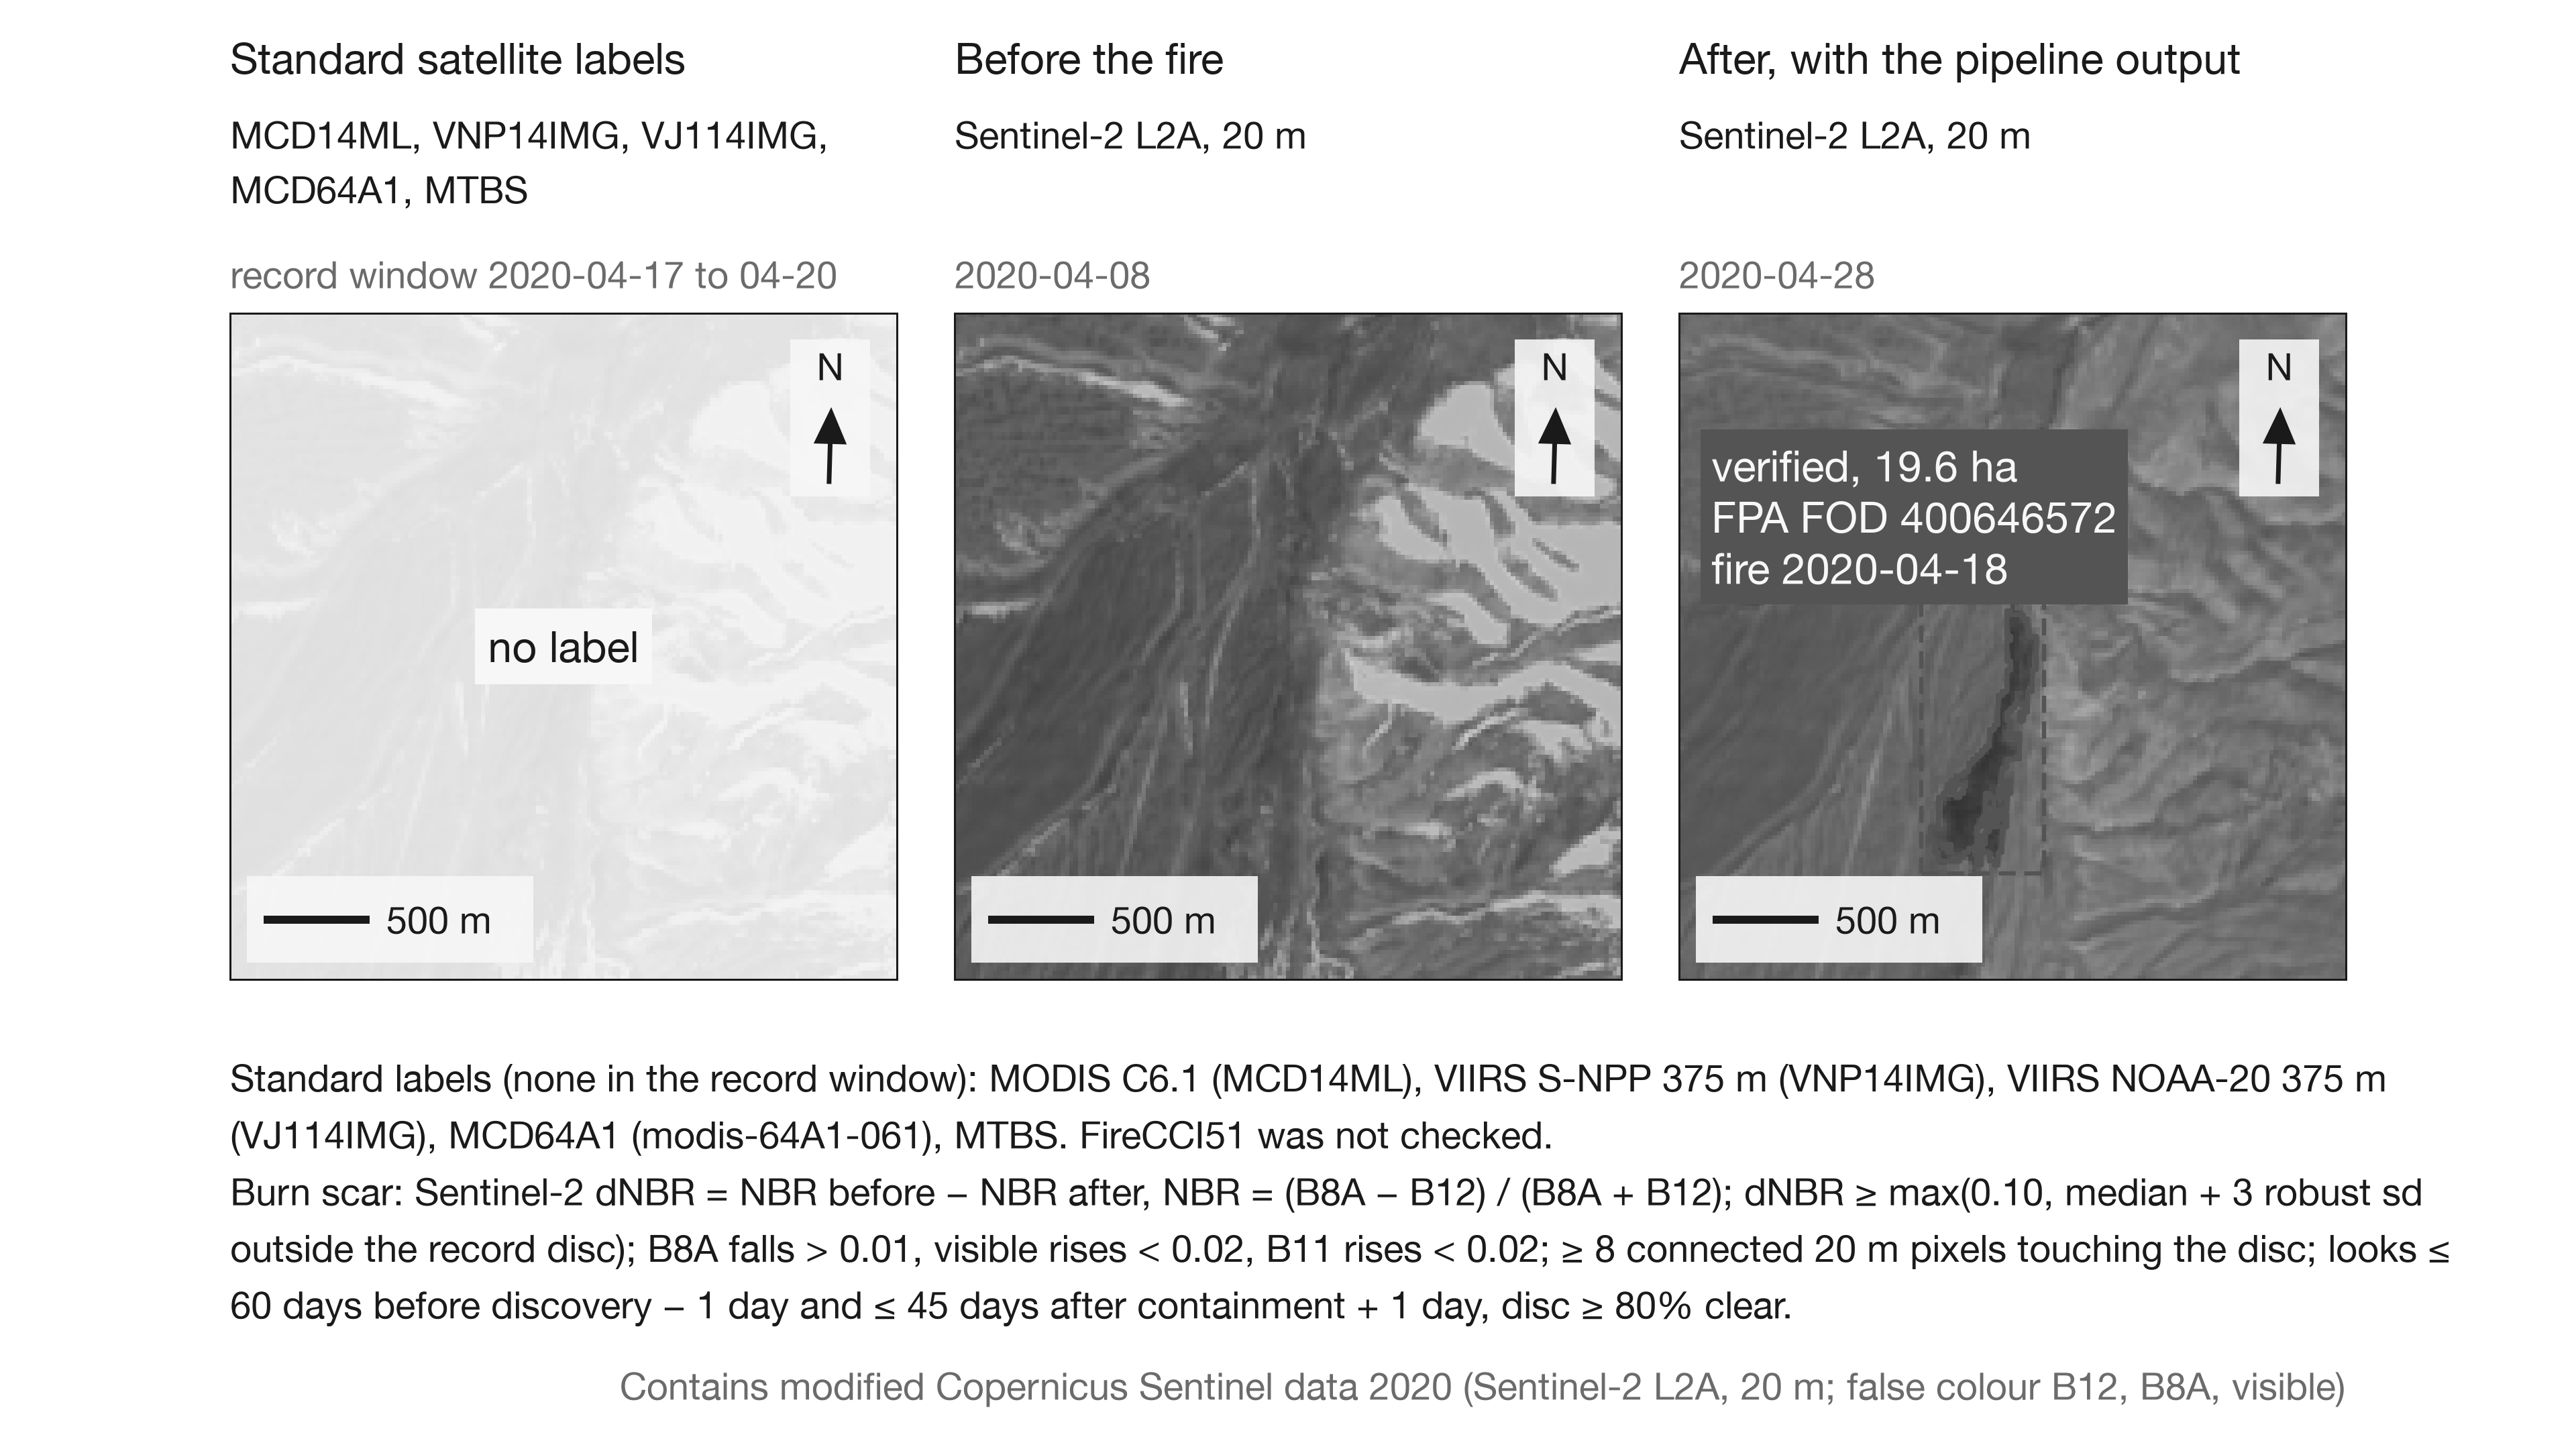 Standard satellite labels
MCD14ML, VNP14IMG, VJ114IMG,
MCD64A1, MTBS
record window 2020-04-17 to 04-20
N
no label
500 m
Before the fire
Sentinel-2 L2A, 20 m
2020-04-08
N
500 m
After, with the pipeline output
Sentinel-2 L2A, 20 m
2020-04-28
N
verified, 19.6 ha
FPA FOD 400646572
fire 2020-04-18
500 m
Standard labels (none in the record window): MODIS C6.1 (MCD14ML), VIIRS S-NPP 375 m (VNP14IMG), VIIRS NOAA-20 375 m
(VJ114IMG), MCD64A1 (modis-64A1-061), MTBS. FireCCI51 was not checked.
Burn scar: Sentinel-2 dNBR = NBR before − NBR after, NBR = (B8A − B12) / (B8A + B12); dNBR ≥ max(0.10, median + 3 robust sd
outside the record disc); B8A falls > 0.01, visible rises < 0.02, B11 rises < 0.02; ≥ 8 connected 20 m pixels touching the disc; looks ≤
60 days before discovery − 1 day and ≤ 45 days after containment + 1 day, disc ≥ 80% clear.
Contains modified Copernicus Sentinel data 2020 (Sentinel-2 L2A, 20 m; false colour B12, B8A, visible)